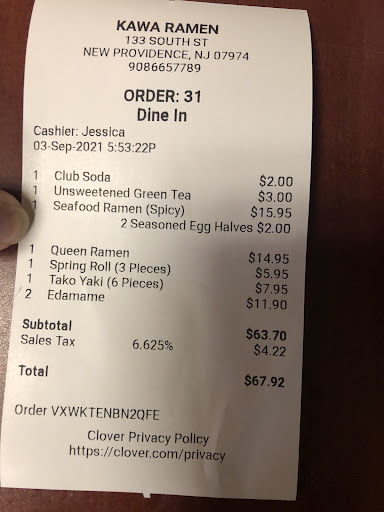 KAWA RAMEN
133 SOUTH ST
NEW PROVIDENCE, NJ 07974
9086657789
ORDER: 31
Dine In
Cashier: Jessica
03-Sep-2021 5:53:22P
1 Club Soda $2.00
1 Unsweetened Green Tea $3.00
1 Seafood Ramen (Spicy) $15.95
2 Seasoned Egg Halves $2.00
1 Queen Ramen $14.95
1 Spring Roll (3 Pieces) $5.95
1 Tako Yaki (6 Pieces) $7.95
2 Edamame $11.90
Subtotal $63.70
Sales Tax 6.625% $4.22
Total $67.92
Order VXWKTENBN2QFE
Clover Privacy Policy
https://clover.com/privacy